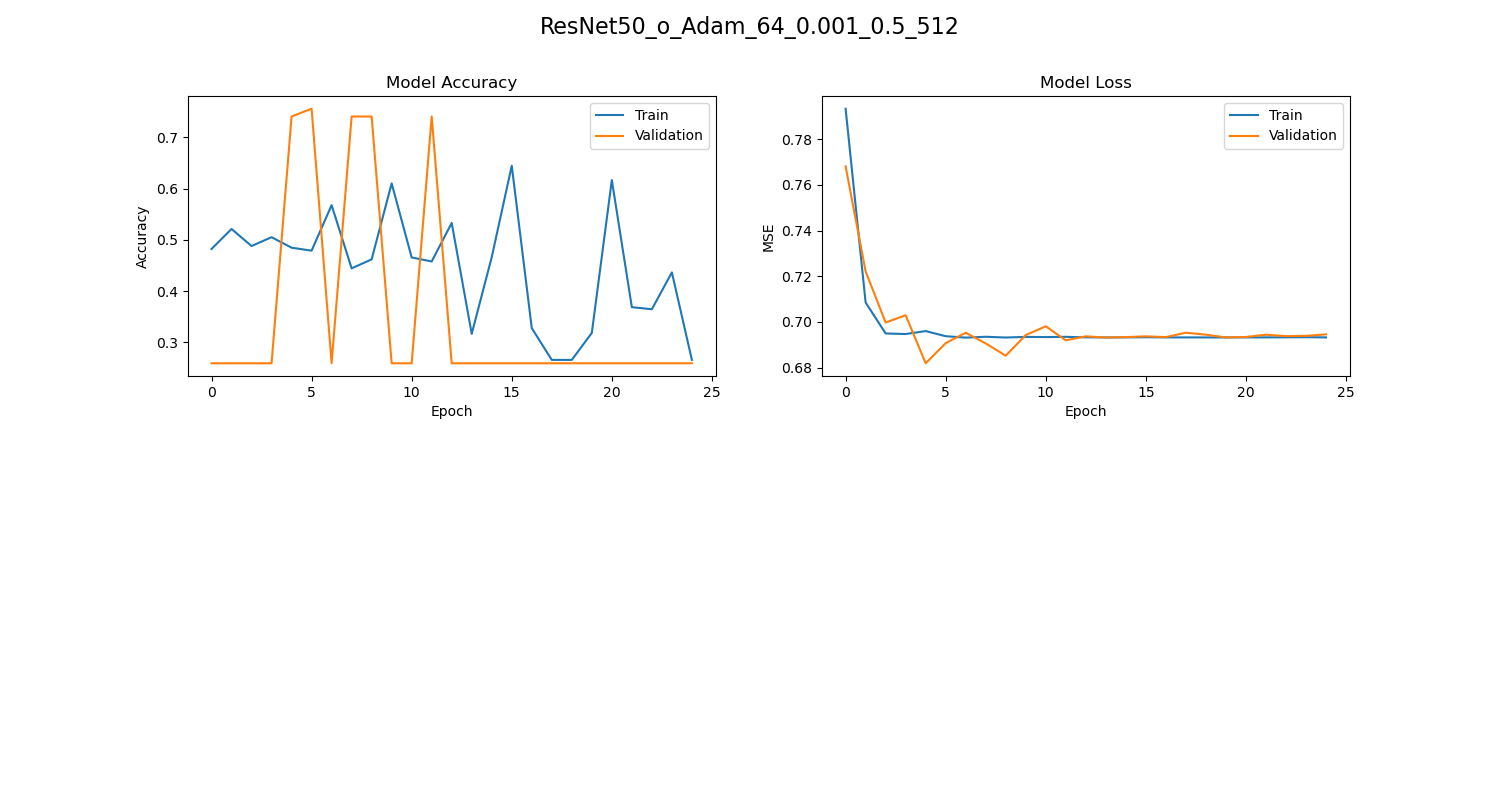 ResNet50_o_Adam_64_0.001_0.5_512
Model Accuracy
Train
Validation
0.7
0.6
0.5
0.4
0.3
Accuracy
0 5 10 15 20 25
Epoch
Model Loss
Train
Validation
0.78
0.76
0.74
0.72
0.70
0.68
MSE
0 5 10 15 20 25
Epoch